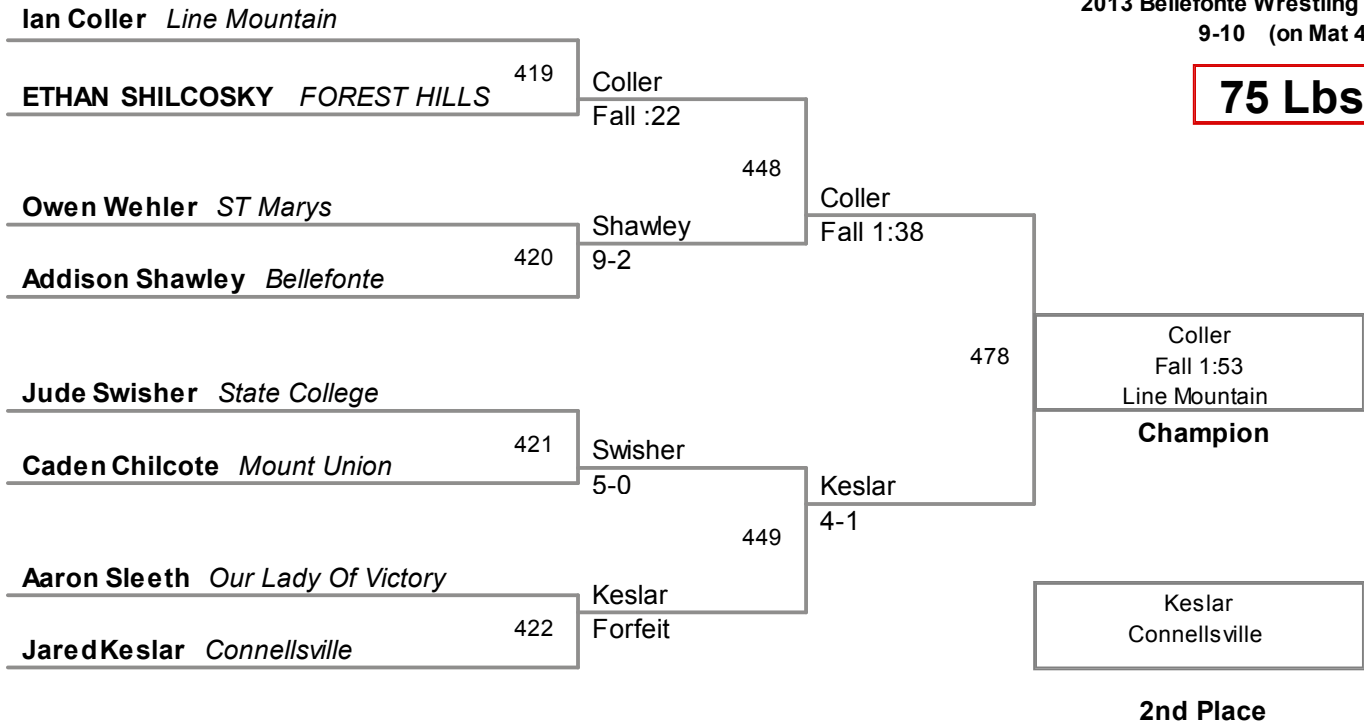 2013 Bellefonte Wrestling
9-10 (on Mat 4
75 Lbs
Ian Coller Line Mountain
419
ETHAN SHILCOSKY FOREST HILLS
Coller
Fall :22
448
Owen Wehler ST Marys
420
Addison Shawley Bellefonte
Shawley
9-2
Coller
Fall 1:38
478
Jude Swisher State College
421
Caden Chilcote Mount Union
Swisher
5-0
449
Aaron Sleeth Our Lady Of Victory
422
Jared Keslar Connellsville
Keslar
Forfeit
Keslar
4-1
Coller
Fall 1:53
Line Mountain
Champion
Keslar
Connellsville
2nd Place